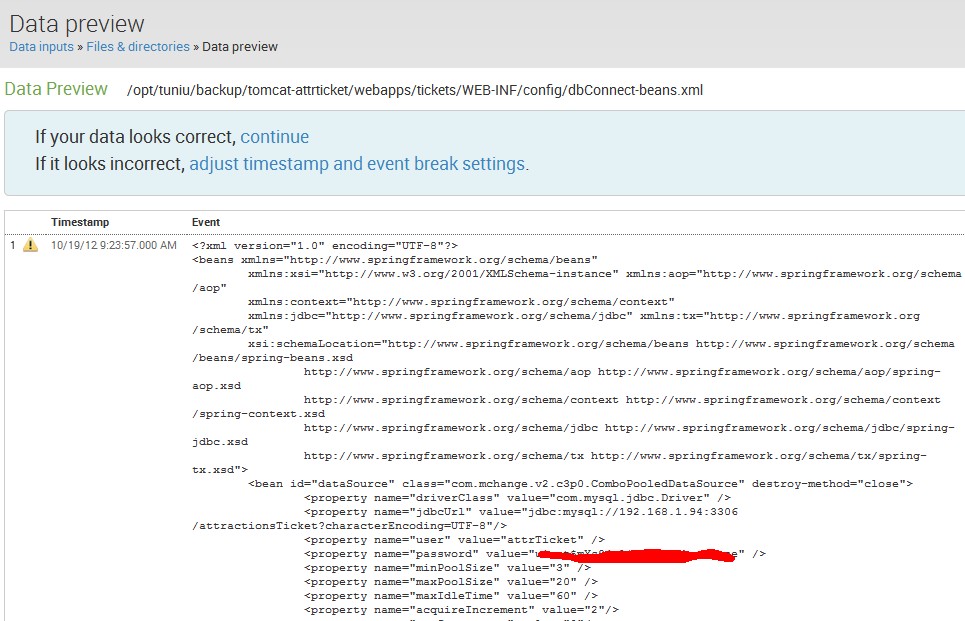 Data preview
Data inputs » Files & directories » Data preview
Data Preview /opt/tuniu/backup/tomcat-attrticket/webapps/tickets/WEB-INF/config/dbConnect-beans.xml
If your data looks correct, continue
If it looks incorrect, adjust timestamp and event break settings.
Timestamp Event
1 10/19/12 9:23:57.000 AM <?xml version="1.0" encoding="UTF-8"?>
<beans xmlns="http://www.springframework.org/schema/beans"
xmlns:xsi="http://www.w3.org/2001/XMLSchema-instance" xmlns:aop="http://www.springframework.org/schema
/aop"
xmlns:context="http://www.springframework.org/schema/context"
xmlns:jdbc="http://www.springframework.org/schema/jdbc" xmlns:tx="http://www.springframework.org
/schema/tx"
xsi:schemaLocation="http://www.springframework.org/schema/beans http://www.springframework.org/schema
/beans/spring-beans.xsd
http://www.springframework.org/schema/aop http://www.springframework.org/schema/aop/spring-
aop.xsd
http://www.springframework.org/schema/context http://www.springframework.org/schema/context
/spring-context.xsd
http://www.springframework.org/schema/jdbc http://www.springframework.org/schema/jdbc/spring-
jdbc.xsd
http://www.springframework.org/schema/tx http://www.springframework.org/schema/tx/spring-
tx.xsd">
<bean id="dataSource" class="com.mchange.v2.c3p0.ComboPooledDataSource" destroy-method="close">
<property name="driverClass" value="com.mysql.jdbc.Driver" />
<property name="jdbcUrl" value="jdbc:mysql://192.168.1.94:3306
/attractionsTicket?characterEncoding=UTF-8"/>
<property name="user" value="attrTicket" />
<property name="password" value=" " />
<property name="minPoolSize" value="3" />
<property name="maxPoolSize" value="20" />
<property name="maxIdleTime" value="60" />
<property name="acquireIncrement" value="2"/>